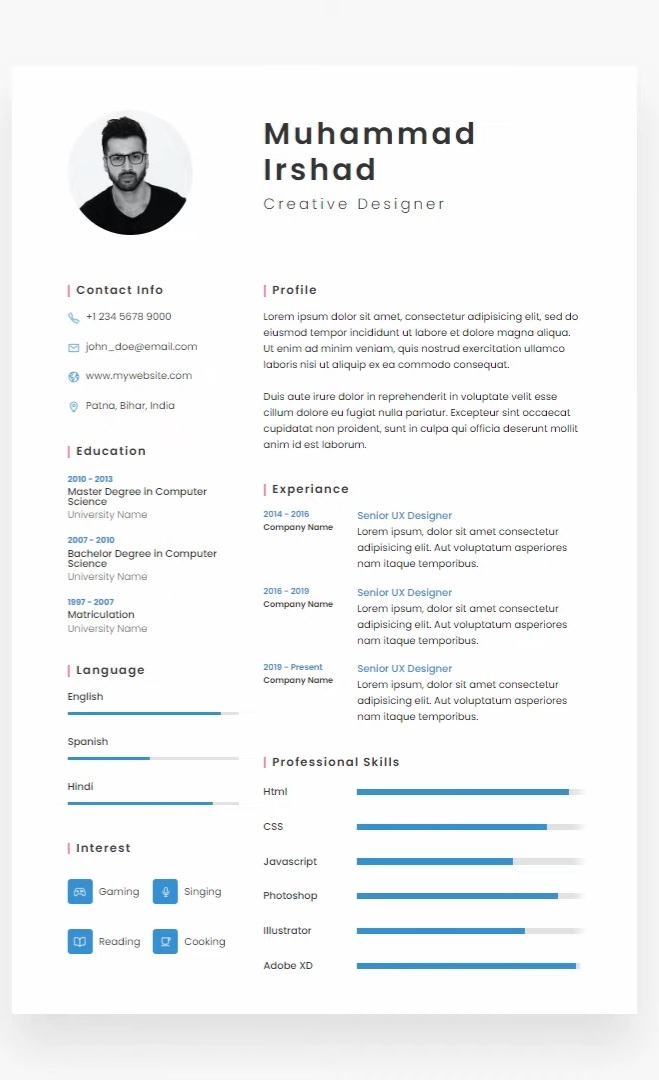 Muhammad
Irshad
Creative Designer
Contact Info
+1 234 5678 9000
john_doe@email.com
www.mywebsite.com
Patna, Bihar, India
Education
2010 - 2013
Master Degree in Computer
Science
University Name
2007 - 2010
Bachelor Degree in Computer
Science
University Name
1997 - 2007
Matriculation
University Name
Language
English
Spanish
Hindi
Interest
Gaming
Singing
Reading
Cooking
Profile
Lorem ipsum dolor sit amet, consectetur adipisicing elit, sed do
eiusmod tempor incididunt ut labore et dolore magna aliqua.
Ut enim ad minim veniam, quis nostrud exercitation ullamco
laboris nisi ut aliquip ex ea commodo consequat.
Duis aute irure dolor in reprehenderit in voluptate velit esse
cillum dolore eu fugiat nulla pariatur. Excepteur sint occaecat
cupidatat non proident, sunt in culpa qui officia deserunt mollit
anim id est laborum.
Experiance
2014 - 2016
Company Name
Senior UX Designer
Lorem ipsum, dolor sit amet consectetur
adipisicing elit. Aut voluptatum asperiores
nam itaque temporibus.
2016 - 2019
Company Name
Senior UX Designer
Lorem ipsum, dolor sit amet consectetur
adipisicing elit. Aut voluptatum asperiores
nam itaque temporibus.
2019 - Present
Company Name
Senior UX Designer
Lorem ipsum, dolor sit amet consectetur
adipisicing elit. Aut voluptatum asperiores
nam itaque temporibus.
Professional Skills
Html
CSS
Javascript
Photoshop
Illustrator
Adobe XD